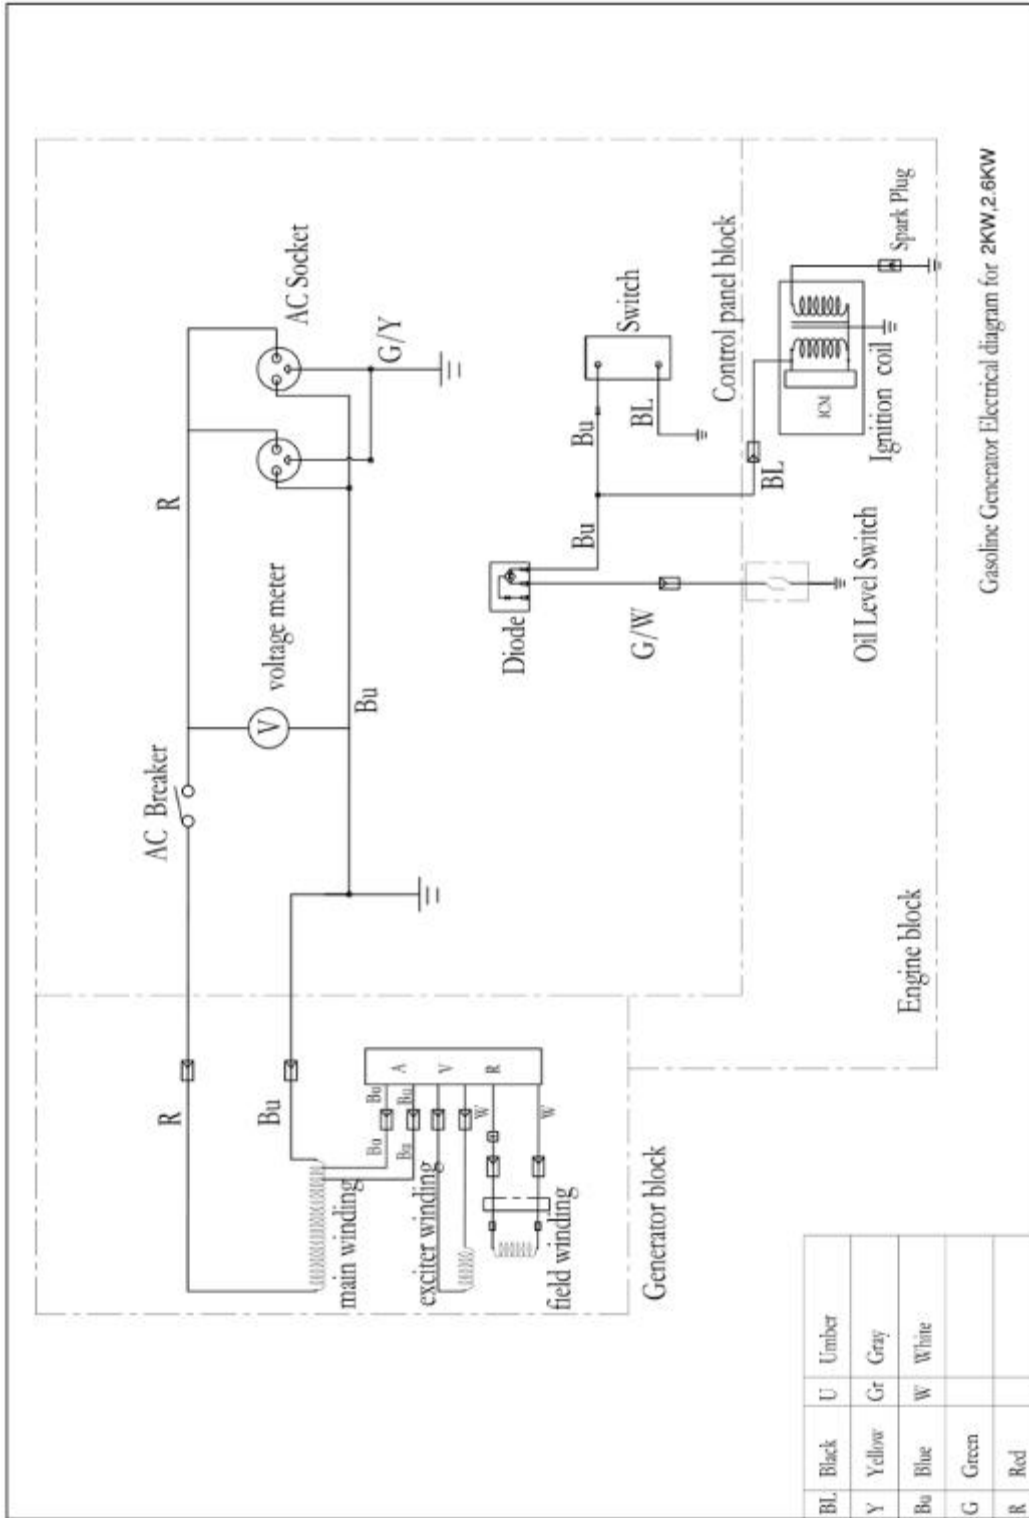 R
AC Breaker
voltage meter
V
R
AC Socket
G/Y
Bu
R
Bu
main winding
Bu
Bu
Bu
Bu
A
V
R
exciter winding
W
W
field winding
Generator block
Diode
Bu
Bu
Switch
BL
G/W
Control panel block
BL
Oil Level Switch
ICM
Ignition coil
Spark Plug
Engine block
Gasoline Generator Electrical diagram for 2KW,2.6KW
BL Black U Umber
Y Yellow Gr Gray
Bu Blue W White
G Green
R Red